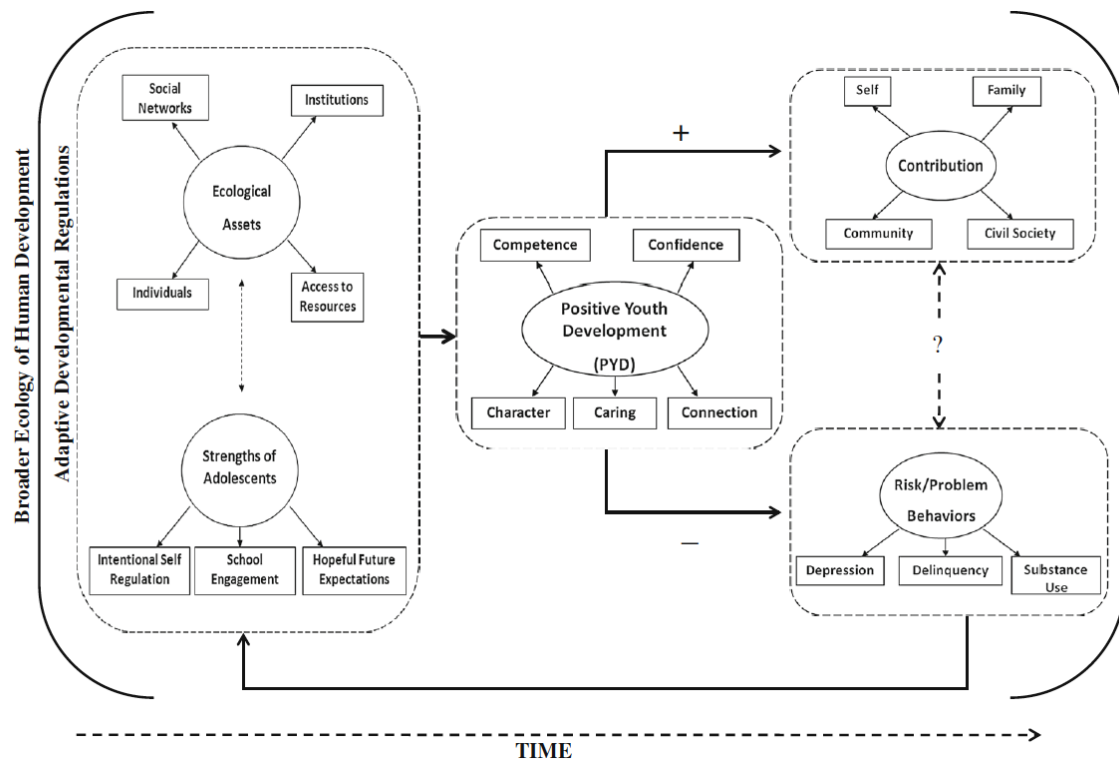 Broader Ecology of Human Development
Adaptive Developmental Regulations
Social
Networks
Institutions
Ecological
Assets
Individuals
Access to
Resources
Strengths of
Adolescents
Intentional Self
Regulation
School
Engagement
Hopeful Future
Expectations
Competence
Confidence
Positive Youth
Development
(PYD)
Character
Caring
Connection
+
−
Self
Family
Contribution
Community
Civil Society
?
Risk/Problem
Behaviors
Depression
Delinquency
Substance
Use
TIME